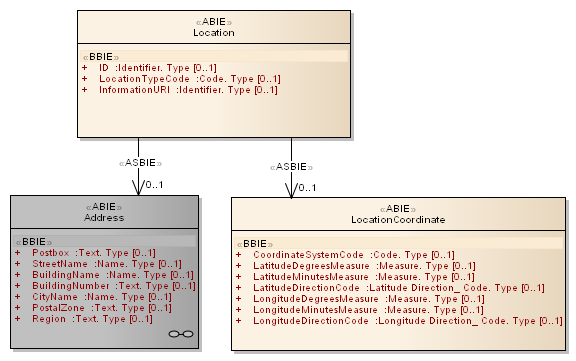 «ABIE»
Location
«BBIE»
+ ID :Identifier. Type [0..1]
+ LocationTypeCode :Code. Type [0..1]
+ InformationURI :Identifier. Type [0..1]
«ASBIE»
«ASBIE»
0..1
0..1
«ABIE»
Address
«BBIE»
+ Postbox :Text. Type [0..1]
+ StreetName :Name. Type [0..1]
+ BuildingName :Name. Type [0..1]
+ BuildingNumber :Text. Type [0..1]
+ CityName :Name. Type [0..1]
+ PostalZone :Text. Type [0..1]
+ Region :Text. Type [0..1]
«ABIE»
LocationCoordinate
«BBIE»
+ CoordinateSystemCode :Code. Type [0..1]
+ LatitudeDegreesMeasure :Measure. Type [0..1]
+ LatitudeMinutesMeasure :Measure. Type [0..1]
+ LatitudeDirectionCode :Latitude Direction_ Code. Type [0..1]
+ LongitudeDegreesMeasure :Measure. Type [0..1]
+ LongitudeMinutesMeasure :Measure. Type [0..1]
+ LongitudeDirectionCode :Longitude Direction_ Code. Type [0..1]